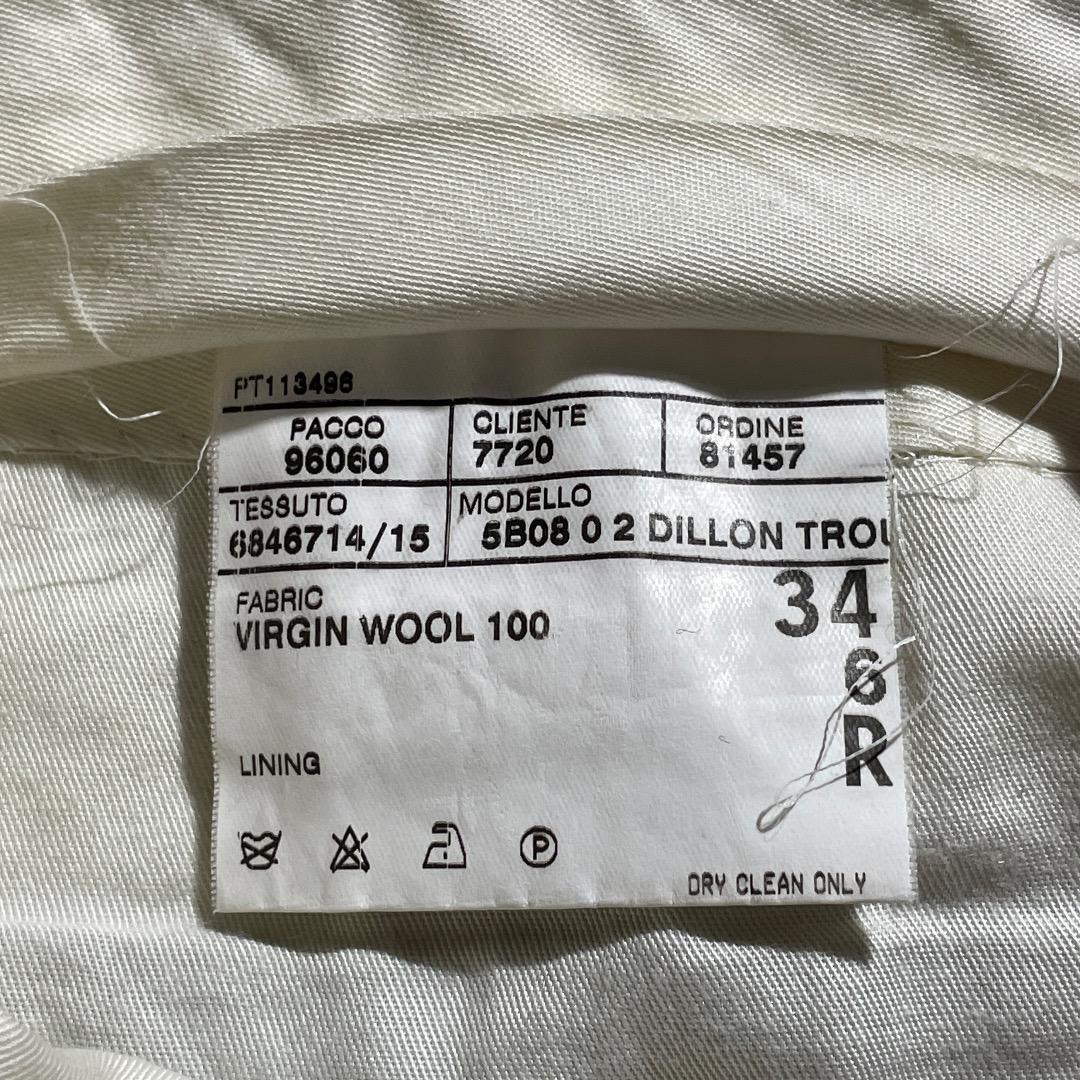 PT113496
PACCO
96060
CLIENTE
7720
ORDINE
81457
TESSUTO
6846714/15
MODELLO
5B08 0 2 DILLON TROU
FABRIC
VIRGIN WOOL 100
34
6
R
LINING
P
DRY CLEAN ONLY